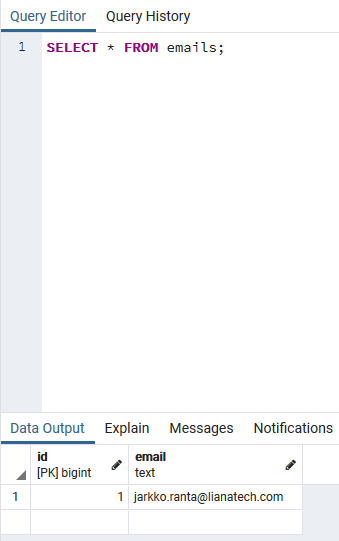 Query Editor Query History
1 SELECT * FROM emails;
Data Output Explain Messages Notifications
id email
[PK] bigint text
1 1 jarkko.ranta@lianatech.com